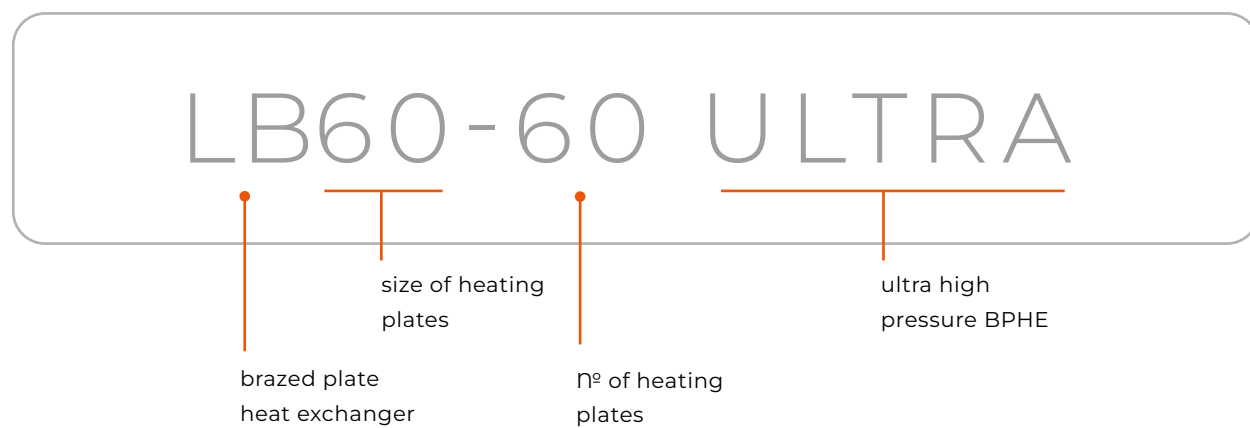 LB60-60 ULTRA
size of heating
plates
ultra high
pressure BPHE
brazed plate
heat exchanger
nº of heating
plates